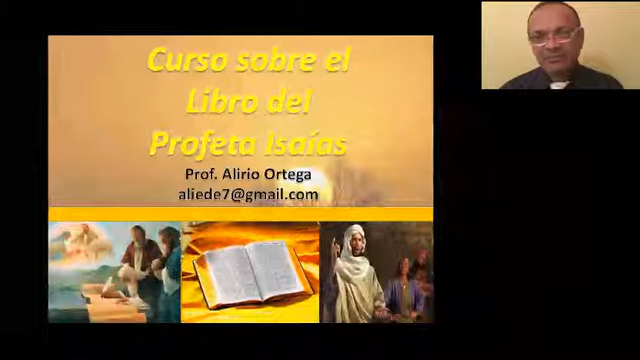 Curso sobre el
Libro del
Profeta Isaías
Prof. Alirio Ortega
aliede7@gmail.com